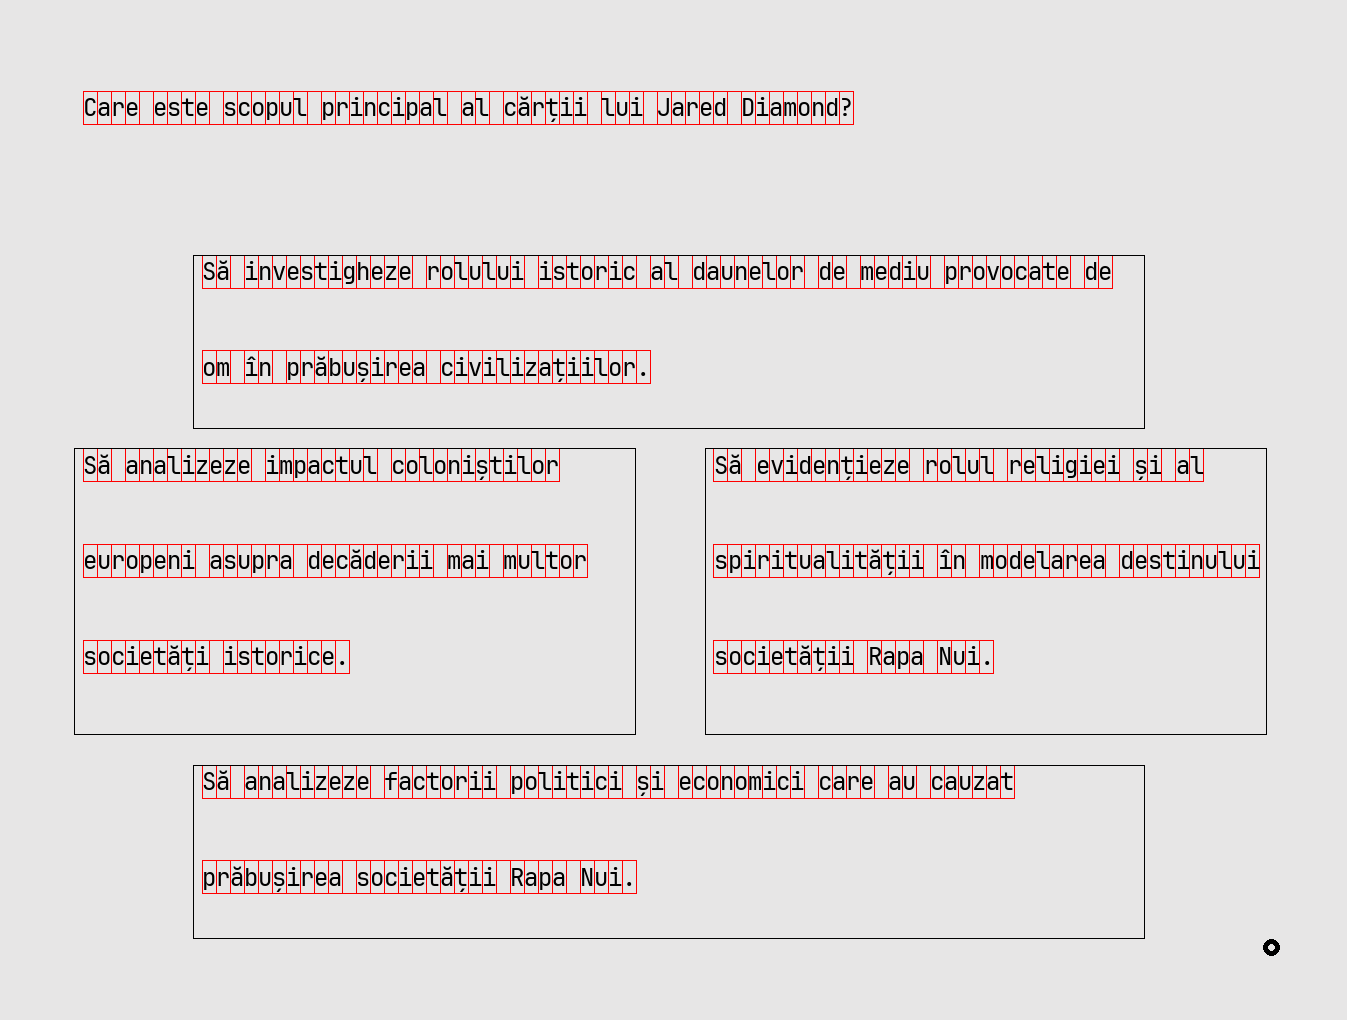 Care este scopul principal al cărții lui Jared Diamond?
Să investigheze rolului istoric al daunelor de mediu provocate de
om în prăbușirea civilizațiilor.
Să analizeze impactul coloniștilor
europeni asupra decăderii mai multor
societăți istorice.
Să evidențieze rolul religiei și al
spiritualității în modelarea destinului
societății Rapa Nui.
Să analizeze factorii politici și economici care au cauzat
prăbușirea societății Rapa Nui.